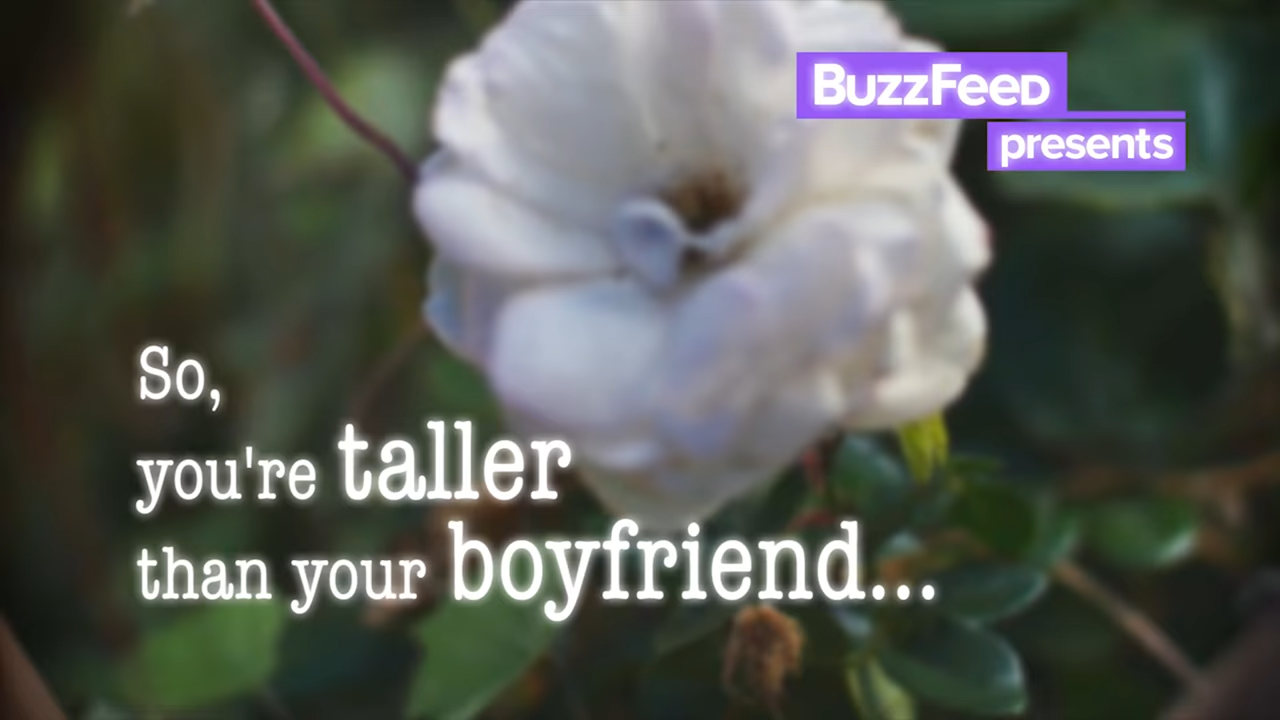 BuzzFeed
presents
So,
you're taller
than your boyfriend...